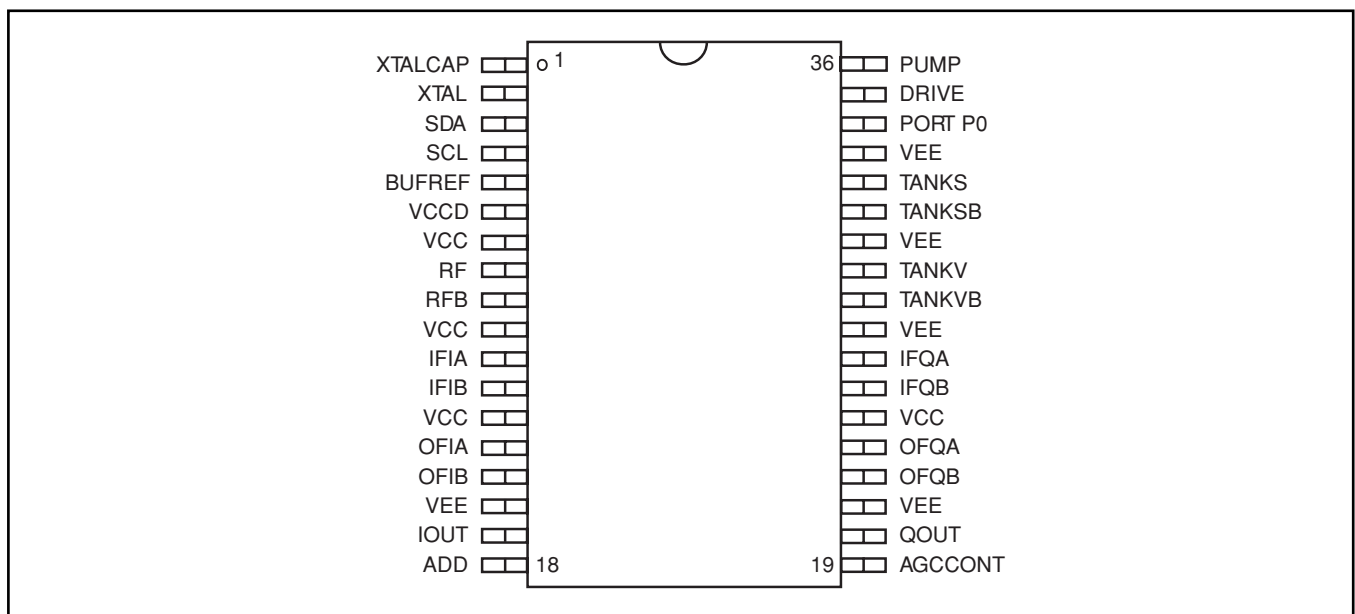 XTALCAP 1 36 PUMP
XTAL DRIVE
SDA PORT P0
SCL VEE
BUFREF TANKS
VCCD TANKSB
VCC VEE
RF TANKV
RFB TANKVB
VCC VEE
IFIA IFQA
IFIB IFQB
VCC VCC
OFIA OFQA
OFIB OFQB
VEE VEE
IOUT QOUT
ADD 18 19 AGCCONT